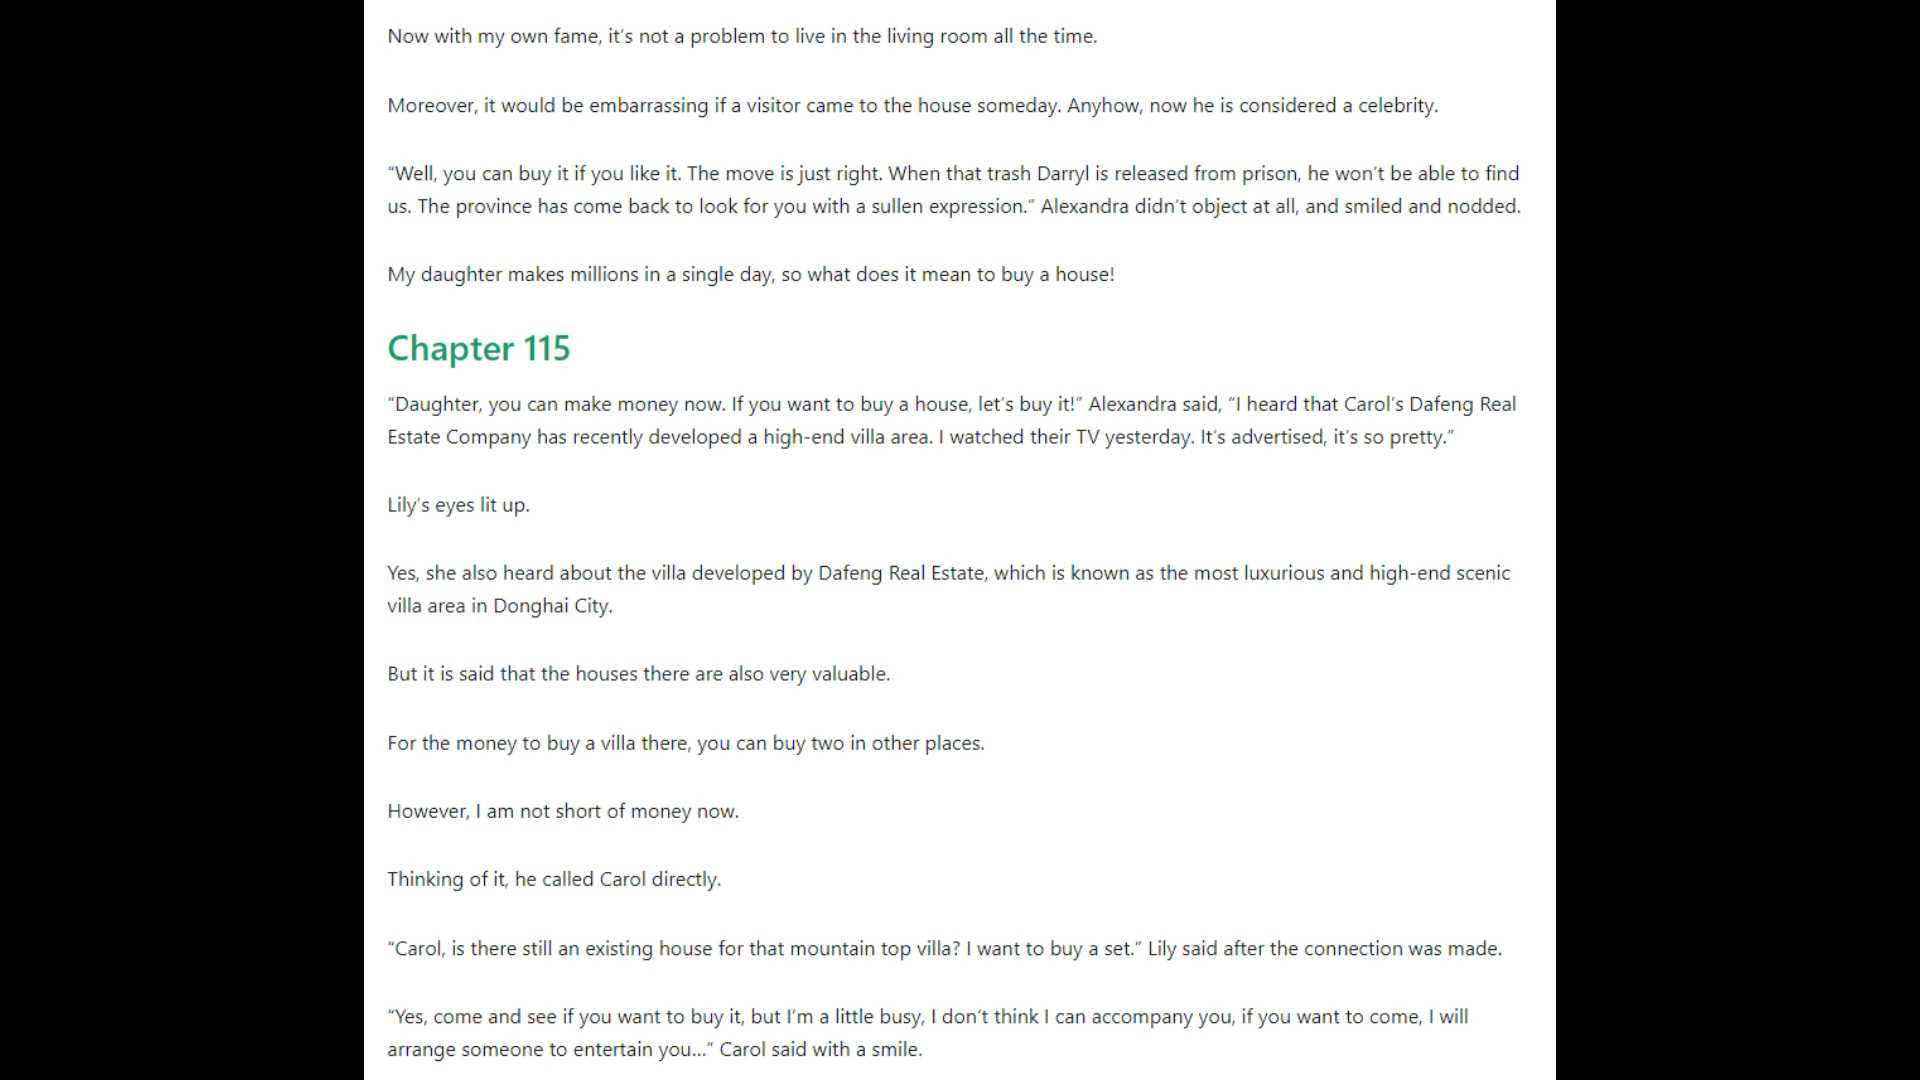 Now with my own fame, it’s not a problem to live in the living room all the time.
Moreover, it would be embarrassing if a visitor came to the house someday. Anyhow, now he is considered a celebrity.
“Well, you can buy it if you like it. The move is just right. When that trash Darryl is released from prison, he won’t be able to find
us. The province has come back to look for you with a sullen expression.” Alexandra didn’t object at all, and smiled and nodded.
My daughter makes millions in a single day, so what does it mean to buy a house!
Chapter 115
“Daughter, you can make money now. If you want to buy a house, let’s buy it!” Alexandra said, “I heard that Carol’s Dafeng Real
Estate Company has recently developed a high-end villa area. I watched their TV yesterday. It’s advertised, it’s so pretty.”
Lily’s eyes lit up.
Yes, she also heard about the villa developed by Dafeng Real Estate, which is known as the most luxurious and high-end scenic
villa area in Donghai City.
But it is said that the houses there are also very valuable.
For the money to buy a villa there, you can buy two in other places.
However, I am not short of money now.
Thinking of it, he called Carol directly.
“Carol, is there still an existing house for that mountain top villa? I want to buy a set.” Lily said after the connection was made.
“Yes, come and see if you want to buy it, but I’m a little busy, I don’t think I can accompany you, if you want to come, I will
arrange someone to entertain you…” Carol said with a smile.